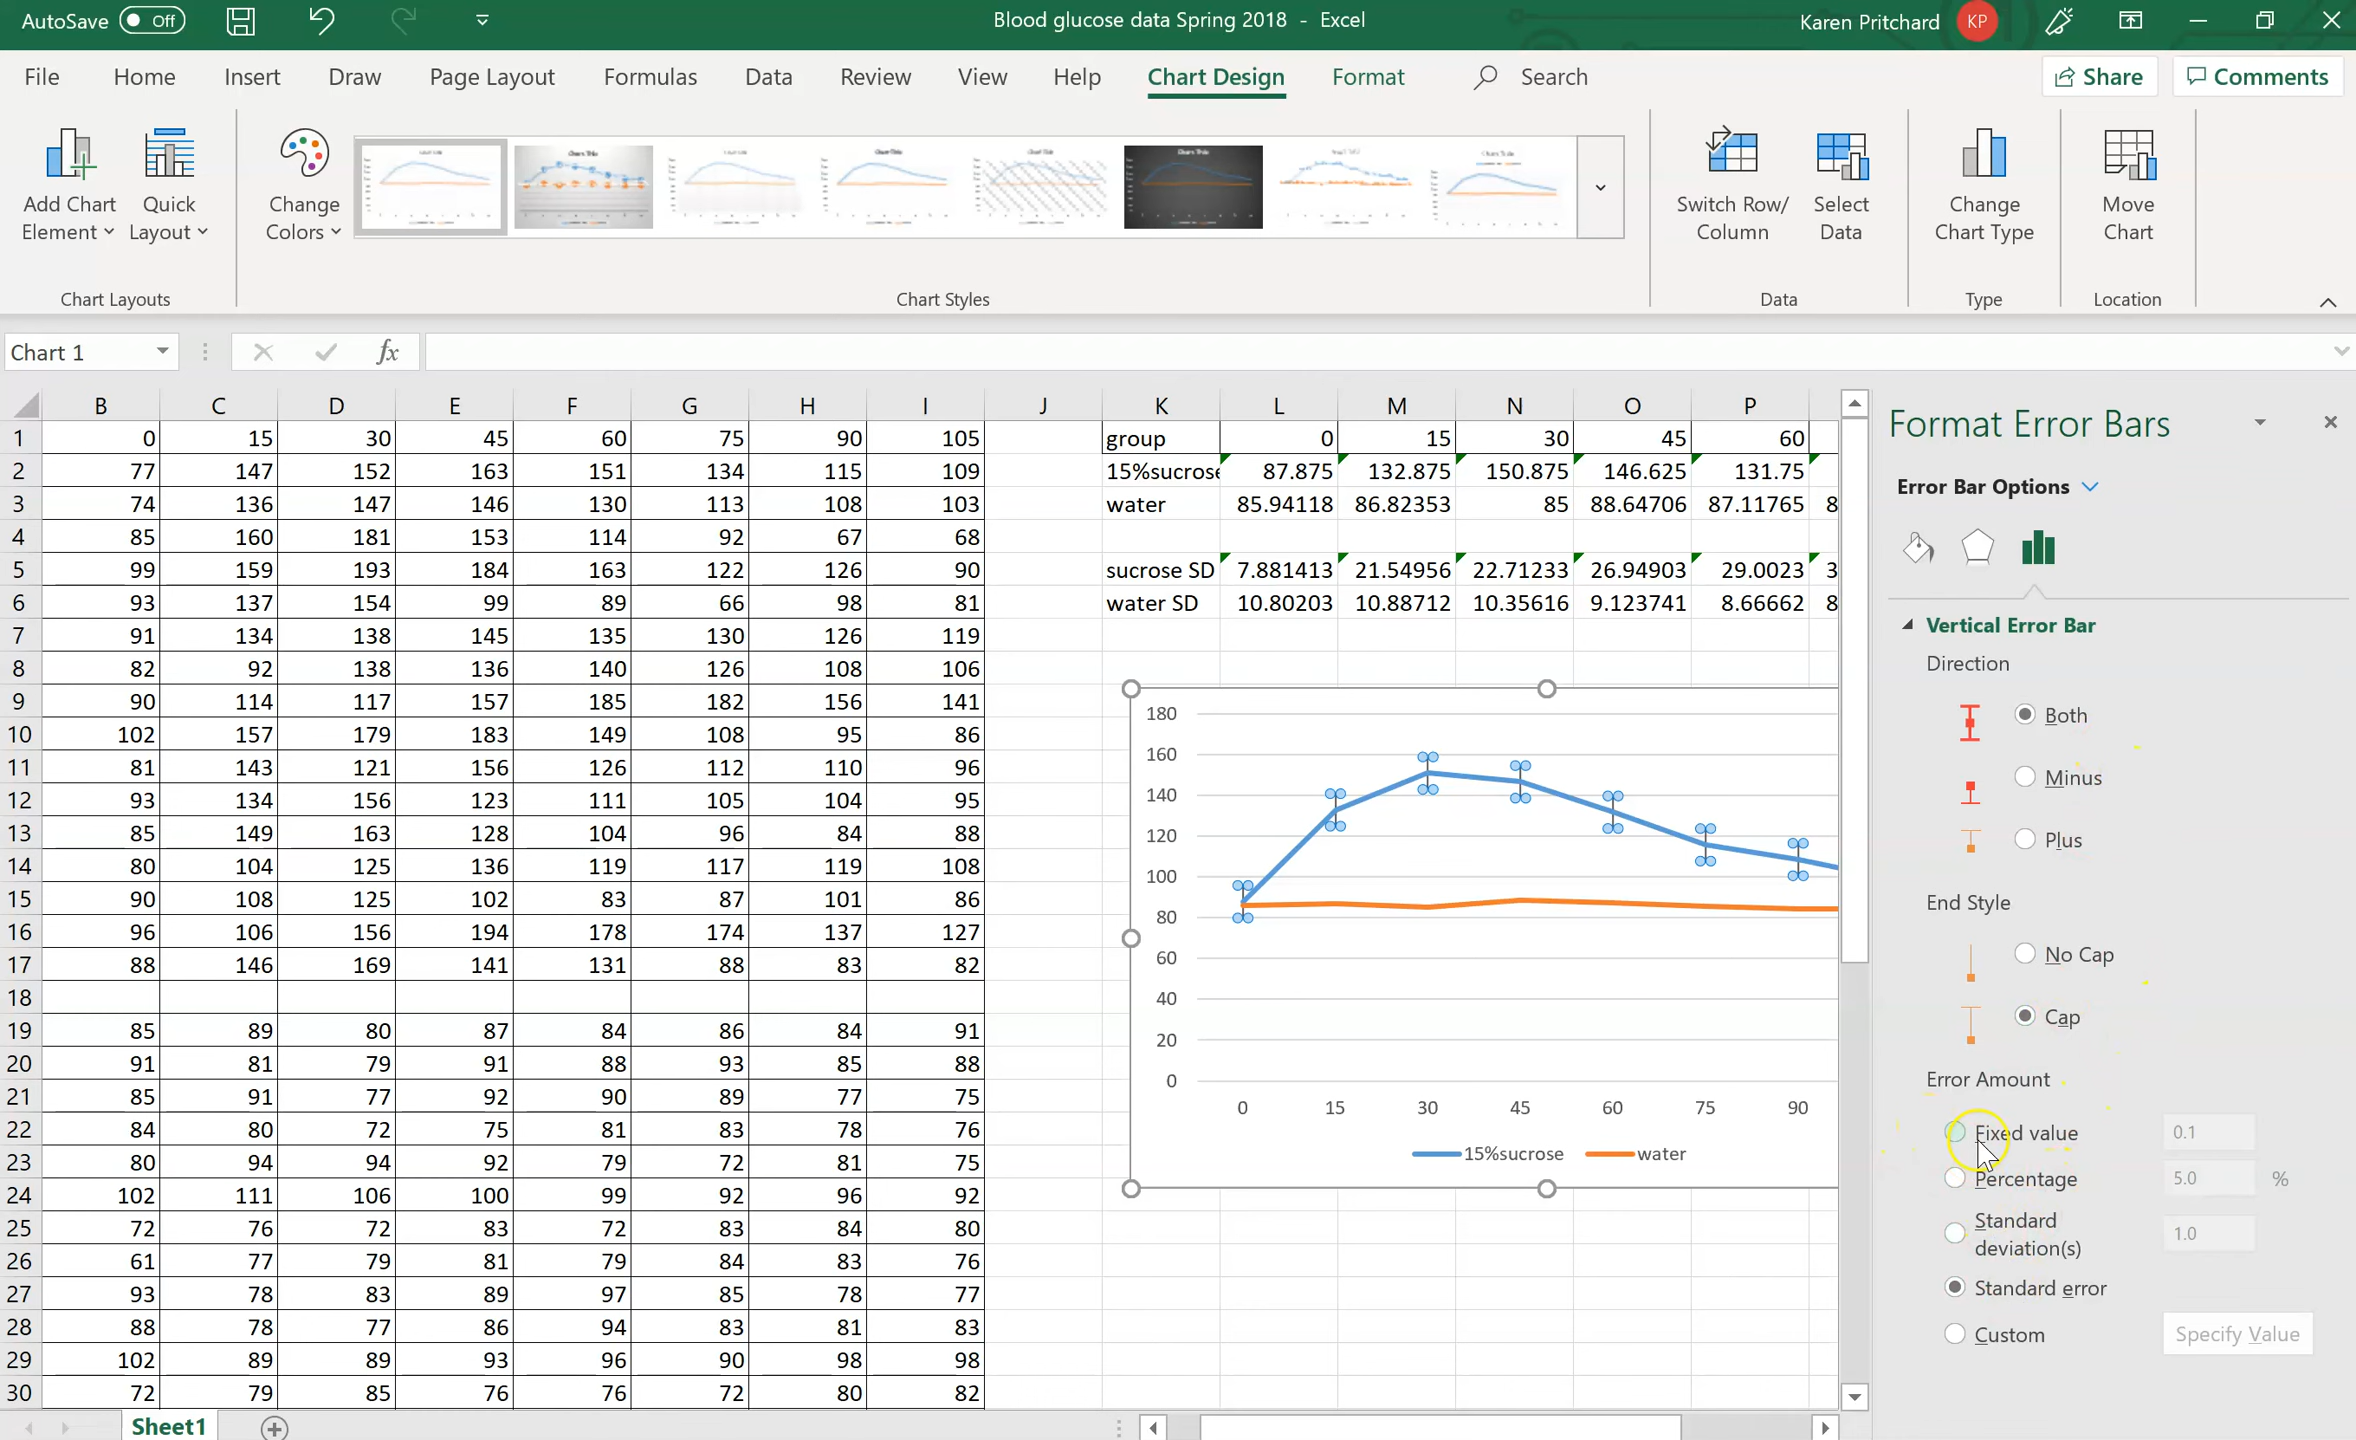 AutoSave Off Blood glucose data Spring 2018 - Excel Karen Pritchard KP
File Home Insert Draw Page Layout Formulas Data Review View Help Chart Design Format Search Share Comments
Add Chart Element Quick Layout Change Colors Switch Row/ Column Select Data Change Chart Type Move Chart
Chart Layouts Chart Styles Data Type Location
Chart 1 fx
B C D E F G H I J K L M N O P
1 0 15 30 45 60 75 90 105 group 0 15 30 45 60
2 77 147 152 163 151 134 115 109 15%sucrose 87.875 132.875 150.875 146.625 131.75
3 74 136 147 146 130 113 108 103 water 85.94118 86.82353 85 88.64706 87.11765 8
4 85 160 181 153 114 92 67 68
5 99 159 193 184 163 122 126 90 sucrose SD 7.881413 21.54956 22.71233 26.94903 29.0023 3
6 93 137 154 99 89 66 98 81 water SD 10.80203 10.88712 10.35616 9.123741 8.66662 8
7 91 134 138 145 135 130 126 119
8 82 92 138 136 140 126 108 106
9 90 114 117 157 185 182 156 141
10 102 157 179 183 149 108 95 86
11 81 143 121 156 126 112 110 96
12 93 134 156 123 111 105 104 95
13 85 149 163 128 104 96 84 88
14 80 104 125 136 119 117 119 108
15 90 108 125 102 83 87 101 86
16 96 106 156 194 178 174 137 127
17 88 146 169 141 131 88 83 82
18
19 85 89 80 87 84 86 84 91
20 91 81 79 91 88 93 85 88
21 85 91 77 92 90 89 77 75
22 84 80 72 75 81 83 78 76
23 80 94 94 92 79 72 81 75
24 102 111 106 100 99 92 96 92
25 72 76 72 83 72 83 84 80
26 61 77 79 81 79 84 83 76
27 93 78 83 89 97 85 78 77
28 88 78 77 86 94 83 81 83
29 102 89 89 93 96 90 98 98
30 72 79 85 76 76 72 80 82
180
160
140
120
100
80
60
40
20
0
0 15 30 45 60 75 90
15%sucrose water
Sheet1
Format Error Bars
Error Bar Options
Vertical Error Bar
Direction
Both
Minus
Plus
End Style
No Cap
Cap
Error Amount
Fixed value 0.1
Percentage 5.0 %
Standard
deviation(s) 1.0
Standard error
Custom Specify Value